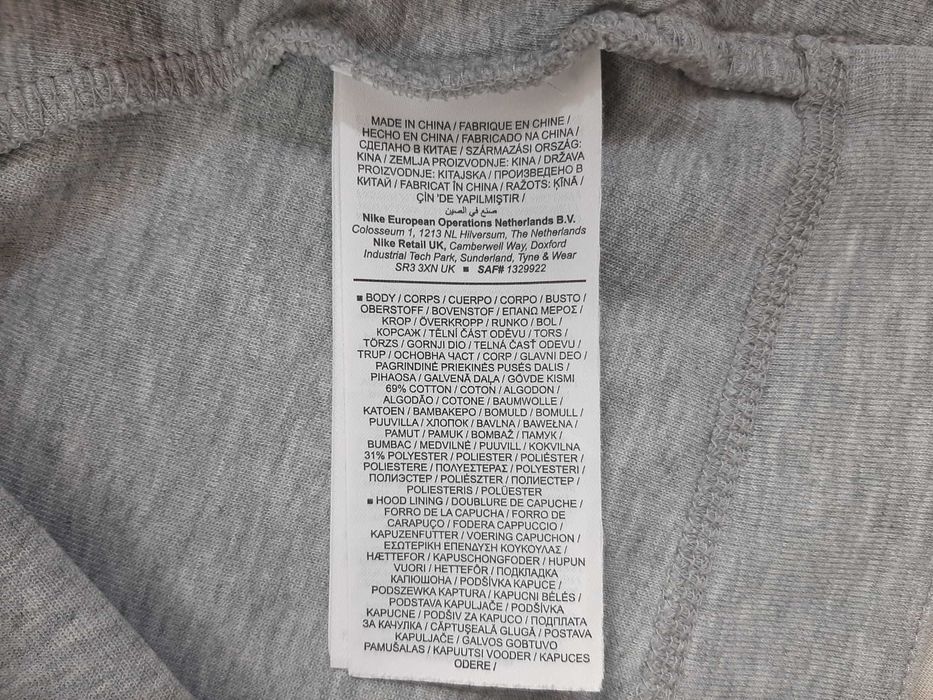 MADE IN CHINA / FABRIQUE EN CHINE /
HECHO EN CHINA / FABRICADO NA CHINA /
СДЕЛАНО В КИТАЕ / SZÁRMAZÁSI ORSZÁG:
KINA / ZEMLJA PROIZVODNJE: KINA / DRŽAVA
PROIZVODNJE: KITAJSKA / ПРОИЗВЕДЕНО В
КИТАЙ / FABRICAT ÎN CHINA / RAŽOTS: ĶĪNĀ /
ÇİN 'DE YAPILMIŞTIR /
صنع في الصين
Nike European Operations Netherlands B.V.
Colosseum 1, 1213 NL Hilversum, The Netherlands
Nike Retail UK, Camberwell Way, Doxford
Industrial Tech Park, Sunderland, Tyne & Wear
SR3 3XN UK ■ SAF# 1329922
■ BODY / CORPS / CUERPO / CORPO / BUSTO /
OBERSTOFF / BOVENSTOF / ΕΠΑΝΩ ΜΕΡΟΣ /
KROP / ÖVERKROPP / RUNKO / BOL /
КОРСАЖ / TĚLNÍ ČÁST ODĚVU / TORS /
TÖRZS / GORNJI DIO / TELNÁ ČASŤ ODEVU /
TRUP / ОСНОВНА ЧАСТ / CORP / GLAVNI DEO /
PAGRINDINĖ PRIEKINĖS PUSĖS DALIS /
PIHAOSA / GALVENĀ DAĻA / GÖVDE KISMI
69% COTTON / COTON / ALGODON /
ALGODÃO / COTONE / BAUMWOLLE /
KATOEN / ΒΑΜΒΑΚΕΡΟ / BOMULD / BOMULL /
PUUVILLA / ХЛОПОК / BAVLNA / BAWEŁNA /
PAMUT / PAMUK / BOMBAŽ / ПАМУК /
BUMBAC / MEDVILNĖ / PUUVILL / KOKVILNA
31% POLYESTER / POLIESTER / POLIÉSTER /
POLIESTERE / ΠΟΛΥΕΣΤΕΡΑΣ / POLYESTERI /
ПОЛИЭСТЕР / POLIÉSZTER / ПОЛИЕСТЕР /
POLIESTERIS / POLÜESTER
■ HOOD LINING / DOUBLURE DE CAPUCHE /
FORRO DE LA CAPUCHA / FORRO DE
CARAPUÇO / FODERA CAPPUCCIO /
KAPUZENFUTTER / VOERING CAPUCHON /
ΕΣΩΤΕΡΙΚΗ ΕΠΕΝΔΥΣΗ ΚΟΥΚΟΥΛΑΣ /
HÆTTEFOR / KAPUSCHONGFODER / HUPUN
VUORI / HETTEFÔR / ПОДКЛАДКА
КАПЮШОНА / PODŠÍVKA KAPUCE /
PODSZEWKA KAPTURA / KAPUCNI BÉLÉS /
PODSTAVA KAPULJAČE / PODŠÍVKA
KAPUCNE / PODŠIV ZA KAPUCO / ПОДПЛАТА
ЗА КАЧУЛКА / CĂPTUŞEALĂ GLUGĂ / POSTAVA
KAPULJAČE / GALVOS GOBTUVO
PAMUŠALAS / KAPUUTSI VOODER / KAPUCES
ODERE /